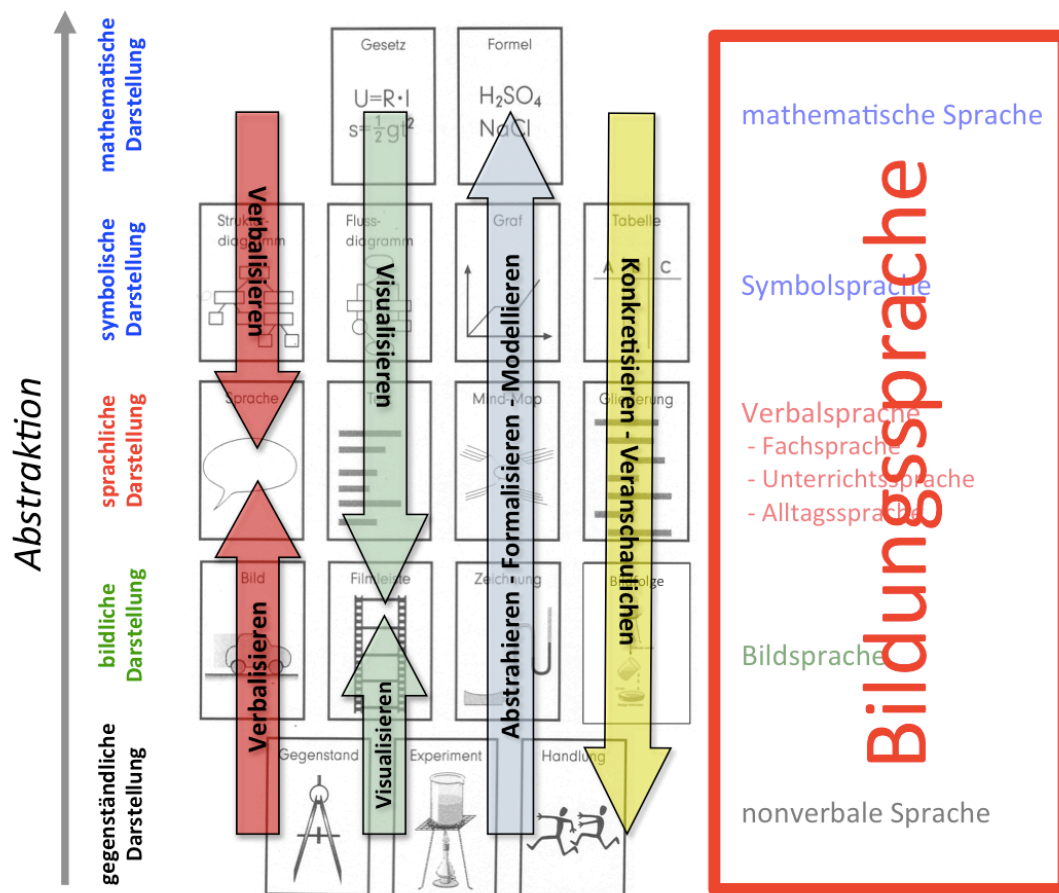 Abstraktion
mathematische
Darstellung
Gesetz
U=R·I
s=½gt²
Formel
H₂SO₄
NaCl
symbolische
Darstellung
Struktur-
diagramm
Fluss-
diagramm
Graf
Tabelle
A C
sprachliche
Darstellung
Sprache
Mind-Map
Gliederung
bildliche
Darstellung
Bild
Filmleiste
Zeichnung
Bildfolge
gegenständliche
Darstellung
Gegenstand
Experiment
Handlung
Verbalisieren
Verbalisieren
Visualisieren
Visualisieren
Abstrahieren - Formalisieren - Modellieren
Konkretisieren - Veranschaulichen
mathematische Sprache
Symbolsprache
Verbalsprache
- Fachsprache
- Unterrichtssprache
- Alltagssprache
Bildsprache
nonverbale Sprache
Bildungssprache